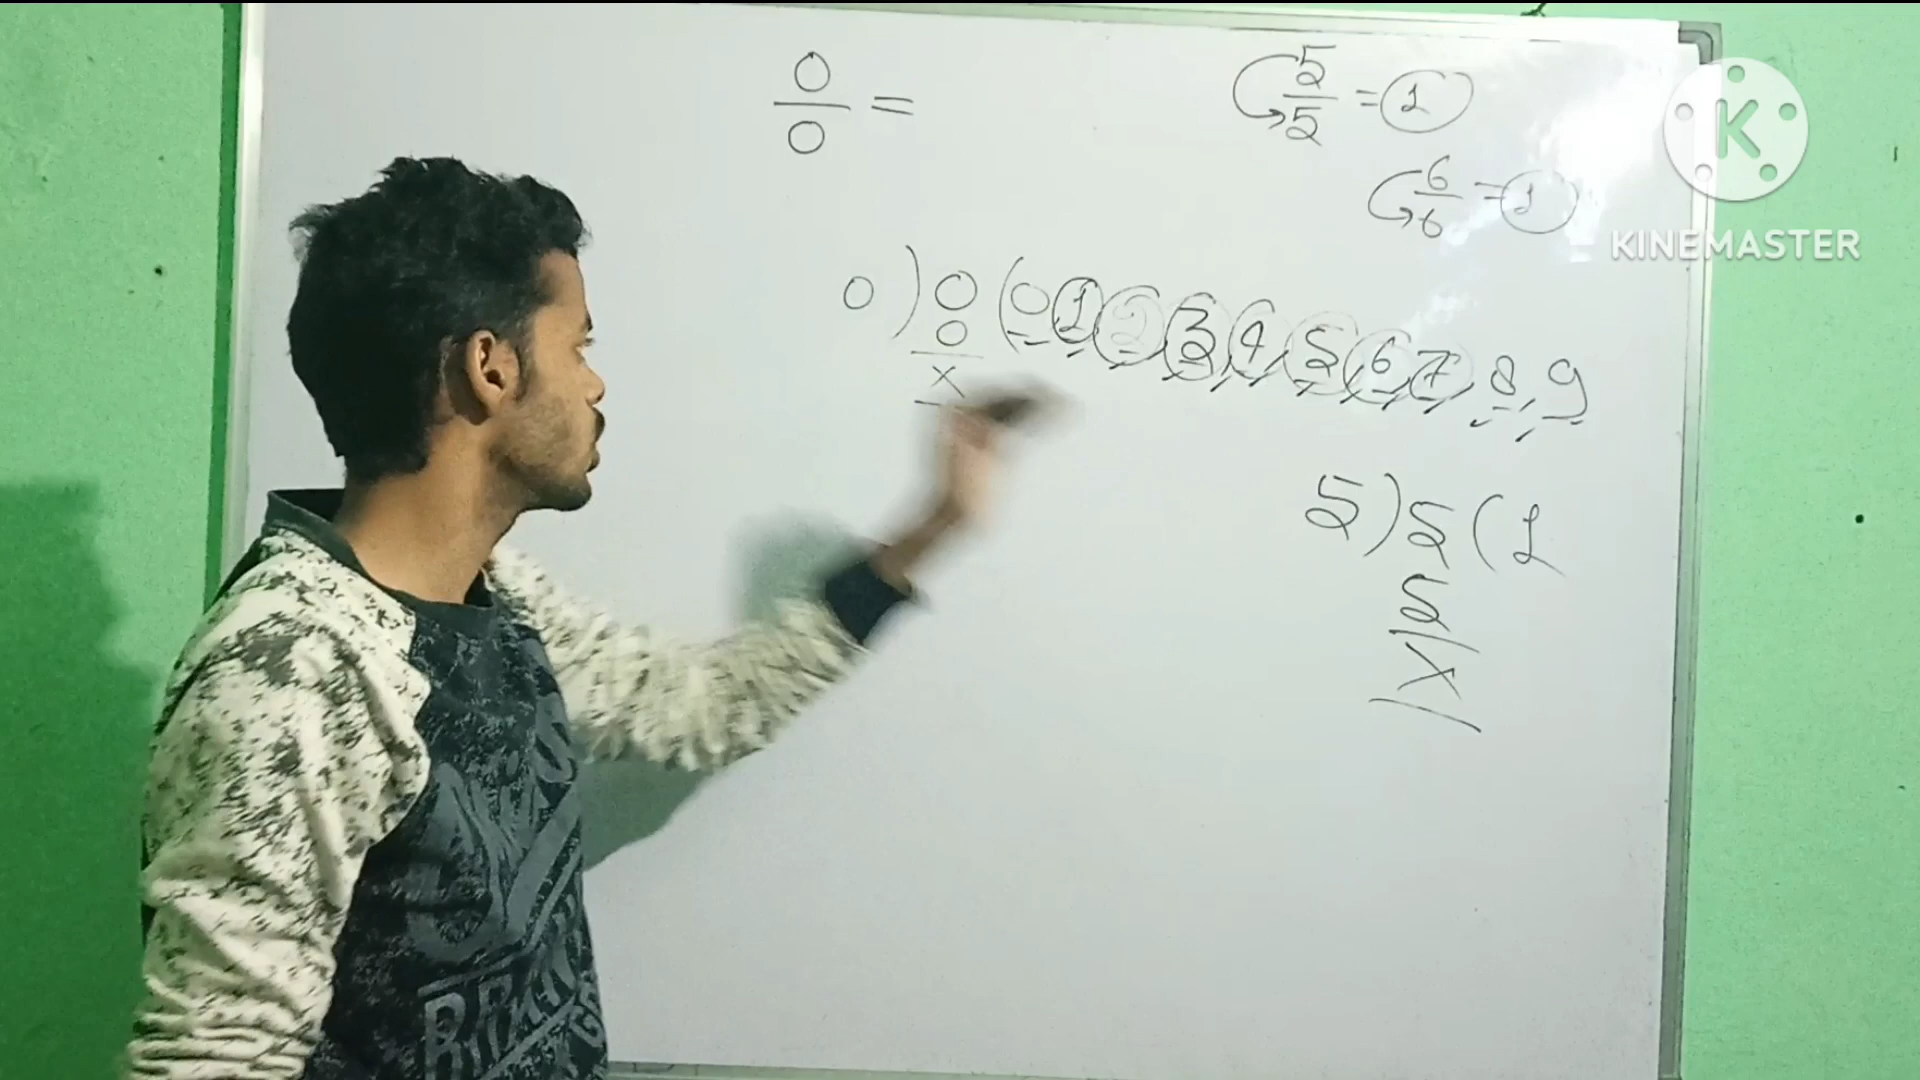 0/0 =
5/5 = 1
6/6 = 1
KINEMASTER
0 ) 0 ( 0 1, 2, 3, 4, 5, 6, 7, 8, 9
0
×
5 ) 5 ( 1
5
×